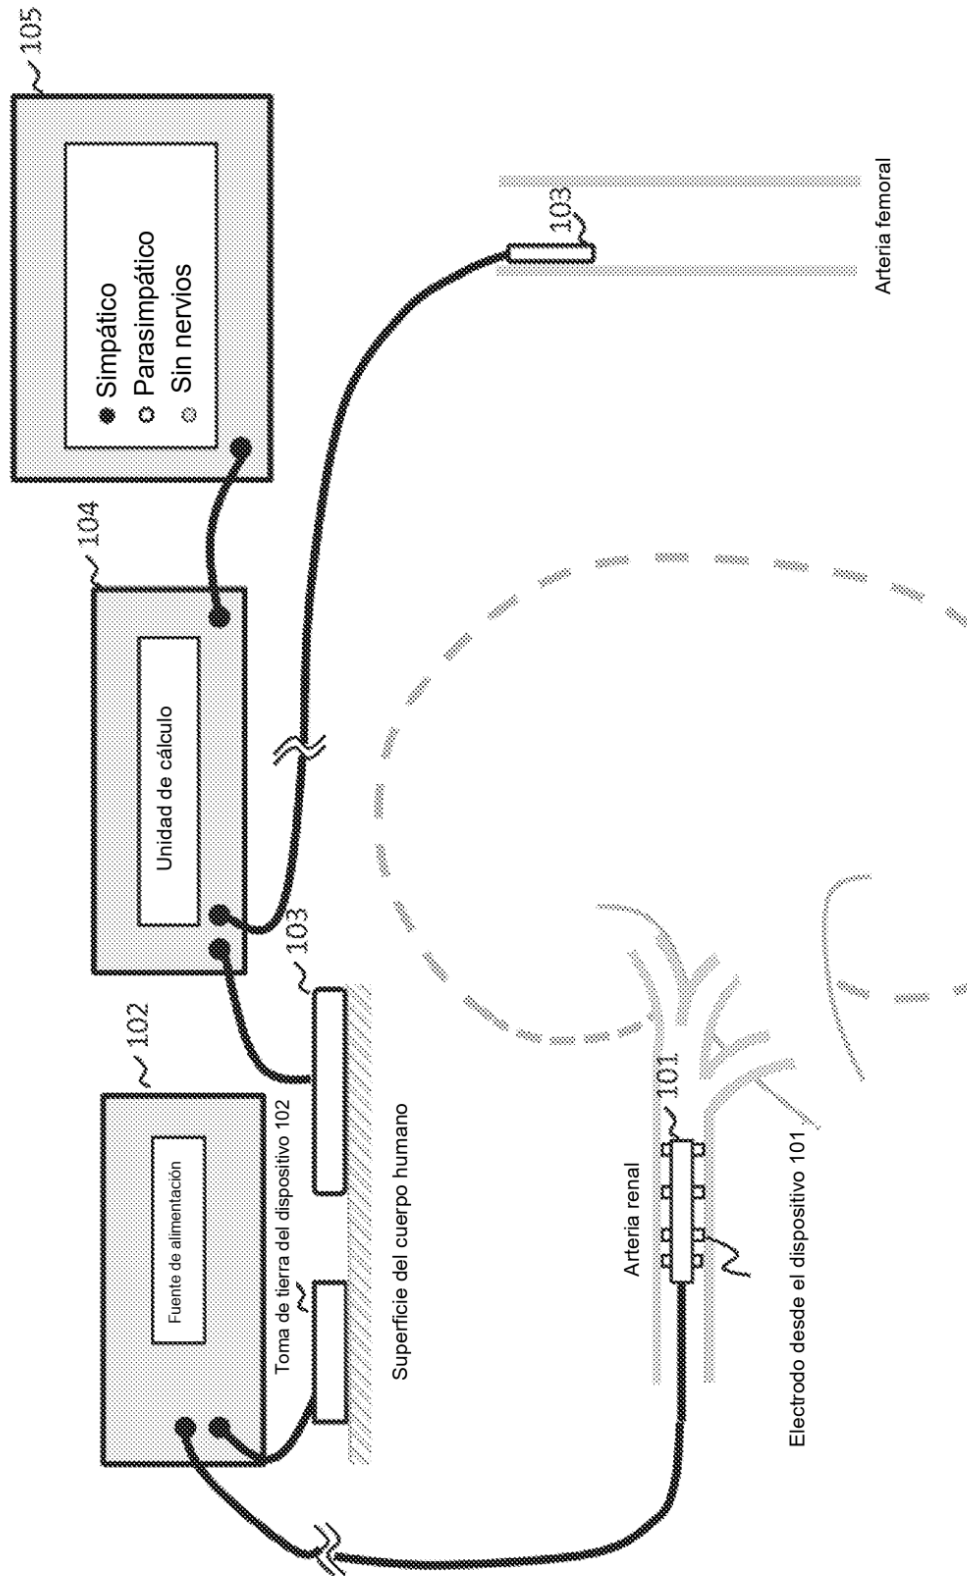 102
Fuente de alimentación
104
Unidad de cálculo
105
Simpático
Parasimpático
Sin nervios
Toma de tierra del dispositivo 102
103
Superficie del cuerpo humano
103
Arteria femoral
Arteria renal
101
Electrodo desde el dispositivo 101